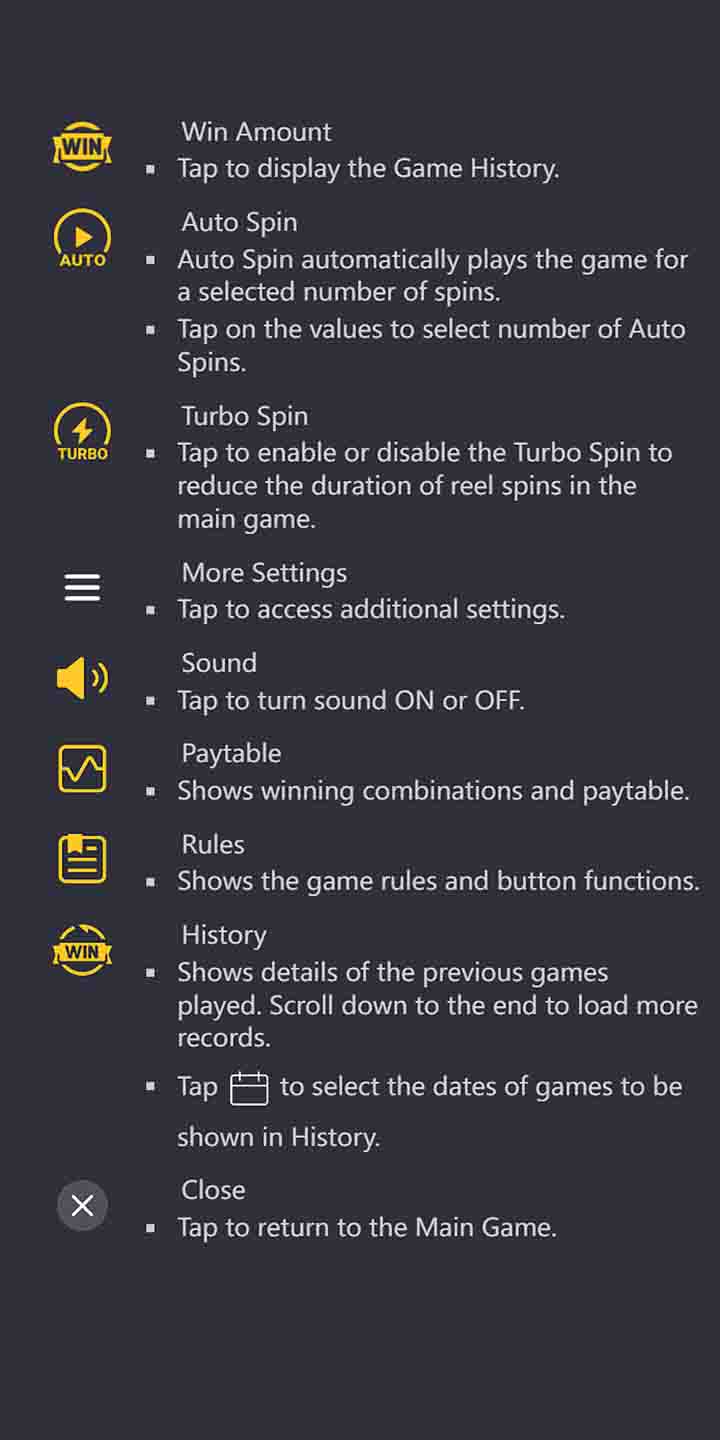 WIN
Win Amount
▪ Tap to display the Game History.
AUTO
Auto Spin
▪ Auto Spin automatically plays the game for
a selected number of spins.
▪ Tap on the values to select number of Auto
Spins.
TURBO
Turbo Spin
▪ Tap to enable or disable the Turbo Spin to
reduce the duration of reel spins in the
main game.
More Settings
▪ Tap to access additional settings.
Sound
▪ Tap to turn sound ON or OFF.
Paytable
▪ Shows winning combinations and paytable.
Rules
▪ Shows the game rules and button functions.
WIN
History
▪ Shows details of the previous games
played. Scroll down to the end to load more
records.
▪ Tap to select the dates of games to be
shown in History.
Close
▪ Tap to return to the Main Game.